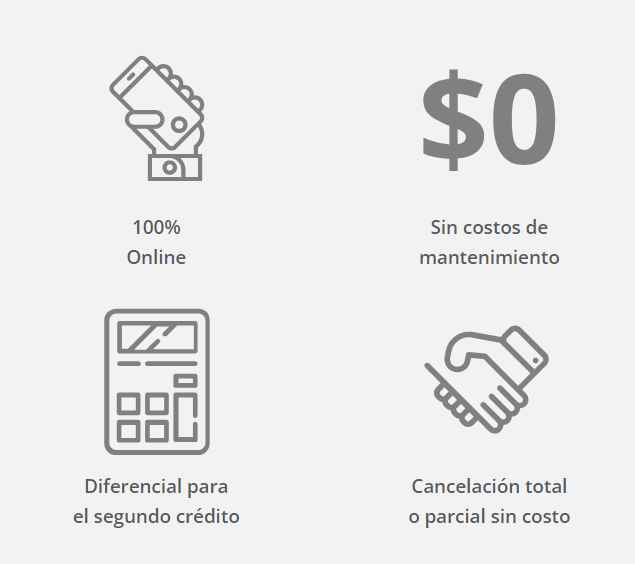 $0
100%
Online
Sin costos de
mantenimiento
Diferencial para
el segundo crédito
Cancelación total
o parcial sin costo